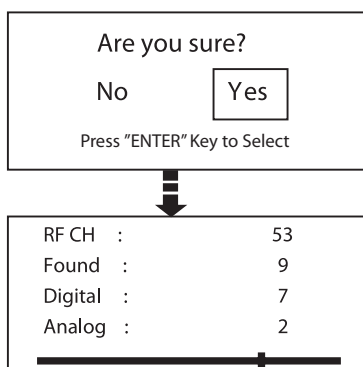 Are you sure?
No Yes
Press "ENTER" Key to Select
RF CH : 53
Found : 9
Digital : 7
Analog : 2